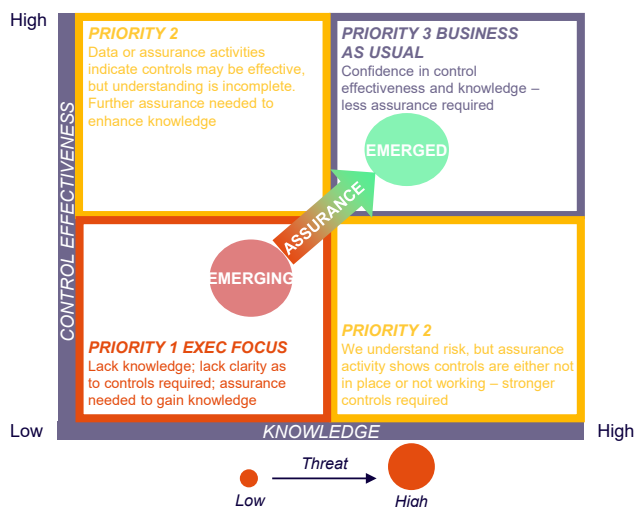 High
PRIORITY 2
Data or assurance activities
indicate controls may be effective,
but understanding is incomplete.
Further assurance needed to
enhance knowledge
PRIORITY 3 BUSINESS
AS USUAL
Confidence in control
effectiveness and knowledge –
less assurance required
EMERGED
CONTROL EFFECTIVENESS
ASSURANCE
EMERGING
PRIORITY 1 EXEC FOCUS
Lack knowledge; lack clarity as
to controls required; assurance
needed to gain knowledge
PRIORITY 2
We understand risk, but assurance
activity shows controls are either not
in place or not working – stronger
controls required
Low
KNOWLEDGE
High
Threat
Low
High